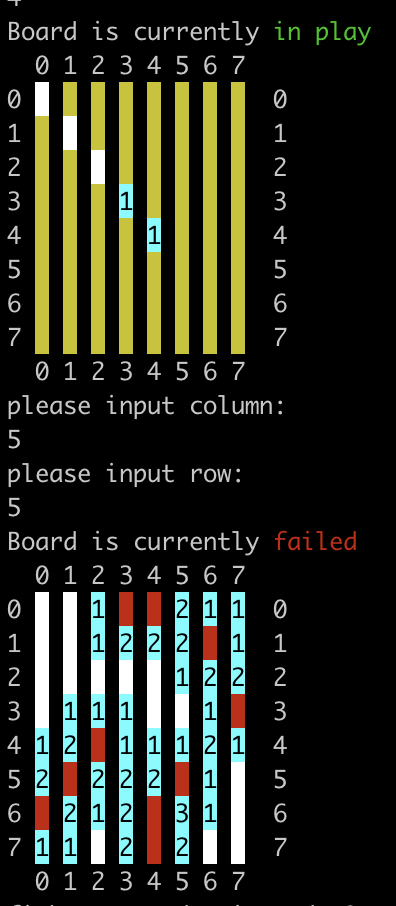 Board is currently in play
0 1 2 3 4 5 6 7
0 0
1 1
2 2
3 1 3
4 1 4
5 5
6 6
7 7
0 1 2 3 4 5 6 7
please input column:
5
please input row:
5
Board is currently failed
0 1 2 3 4 5 6 7
0 1 2 1 1 0
1 1 2 2 2 1 1
2 1 2 2 2
3 1 1 1 1 3
4 1 2 1 1 1 2 1 4
5 2 2 2 2 1 5
6 2 1 2 3 1 6
7 1 1 2 2 7
0 1 2 3 4 5 6 7